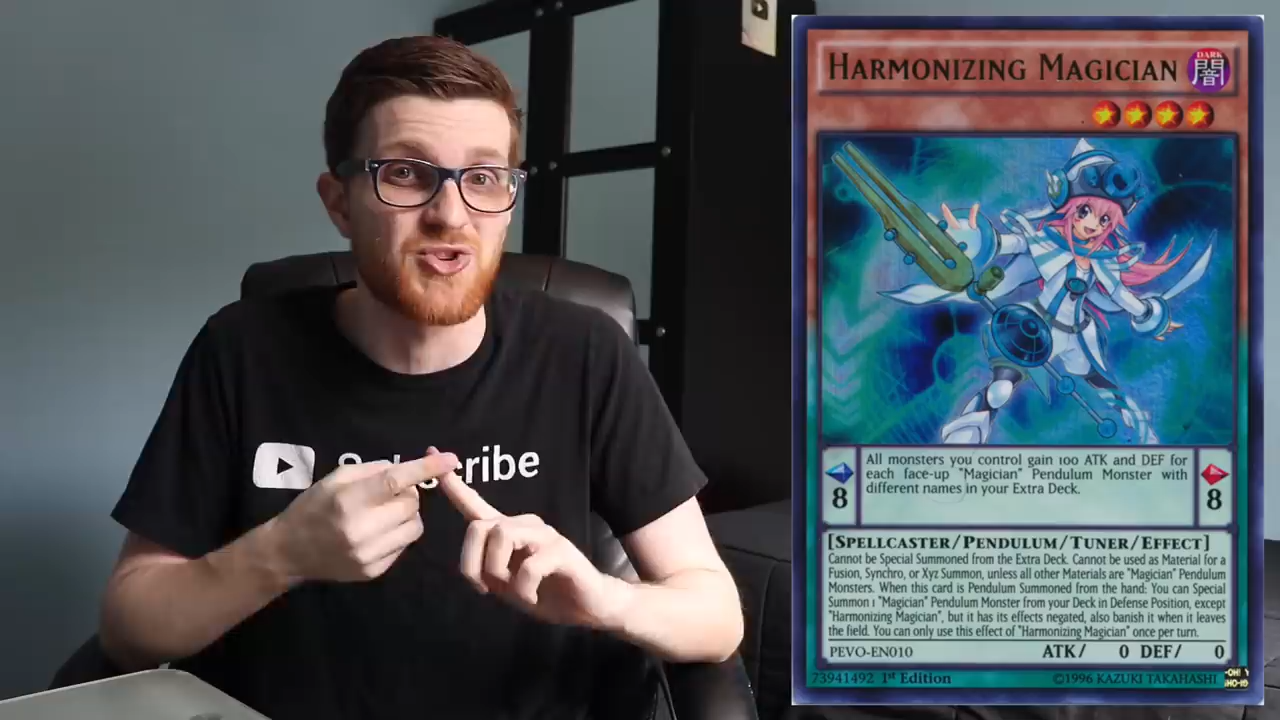 Subscribe
HARMONIZING MAGICIAN
DARK
闇
All monsters you control gain 100 ATK and DEF for
each face-up "Magician" Pendulum Monster with
different names in your Extra Deck.
8
8
[SPELLCASTER/PENDULUM/TUNER/EFFECT]
Cannot be Special Summoned from the Extra Deck. Cannot be used as Material for a
Fusion, Synchro, or Xyz Summon, unless all other Materials are "Magician" Pendulum
Monsters. When this card is Pendulum Summoned from the hand: You can Special
Summon 1 "Magician" Pendulum Monster from your Deck in Defense Position, except
"Harmonizing Magician", but it has its effects negated, also banish it when it leaves
the field. You can only use this effect of "Harmonizing Magician" once per turn.
PEVO-EN010 ATK/ 0 DEF/ 0
73941492 1st Edition ©1996 KAZUKI TAKAHASHI